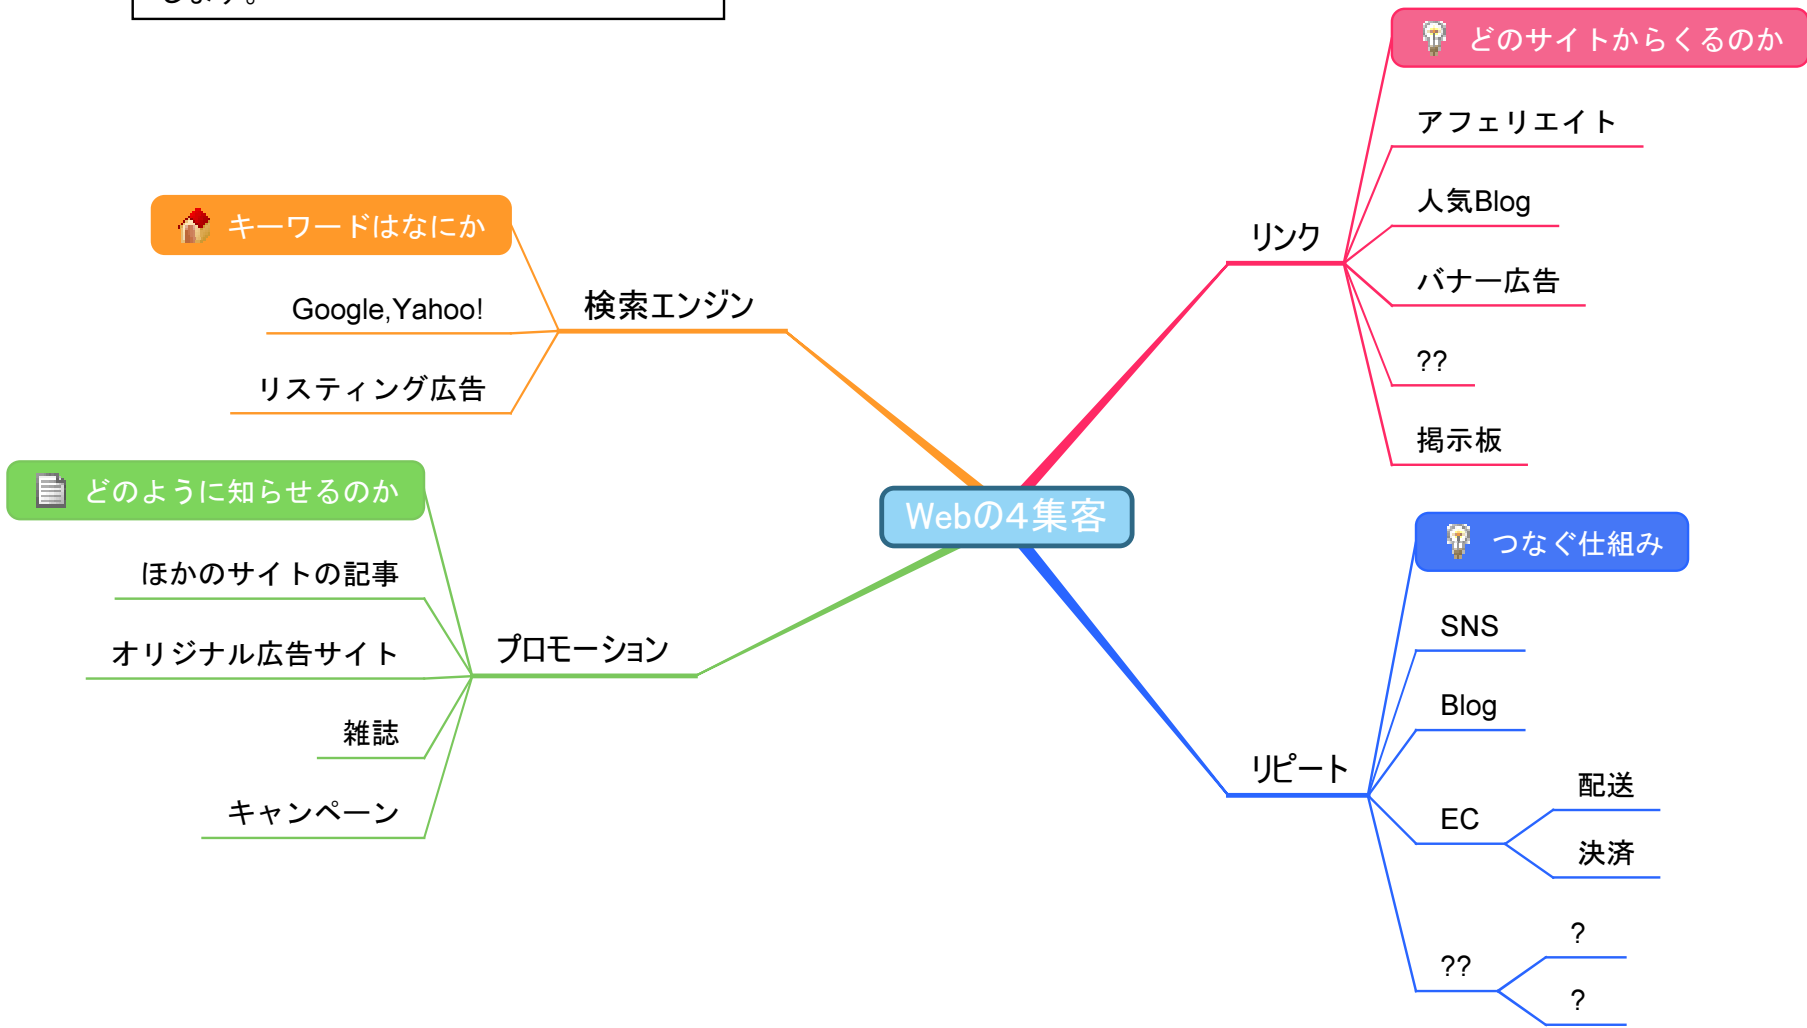 します。
どのサイトからくるのか
アフェリエイト
人気Blog
リンク
バナー広告
??
掲示板
キーワードはなにか
検索エンジン
Google,Yahoo!
リスティング広告
どのように知らせるのか
ほかのサイトの記事
オリジナル広告サイト
プロモーション
雑誌
キャンペーン
Webの4集客
つなぐ仕組み
SNS
Blog
リピート
EC
配送
決済
??
?
?